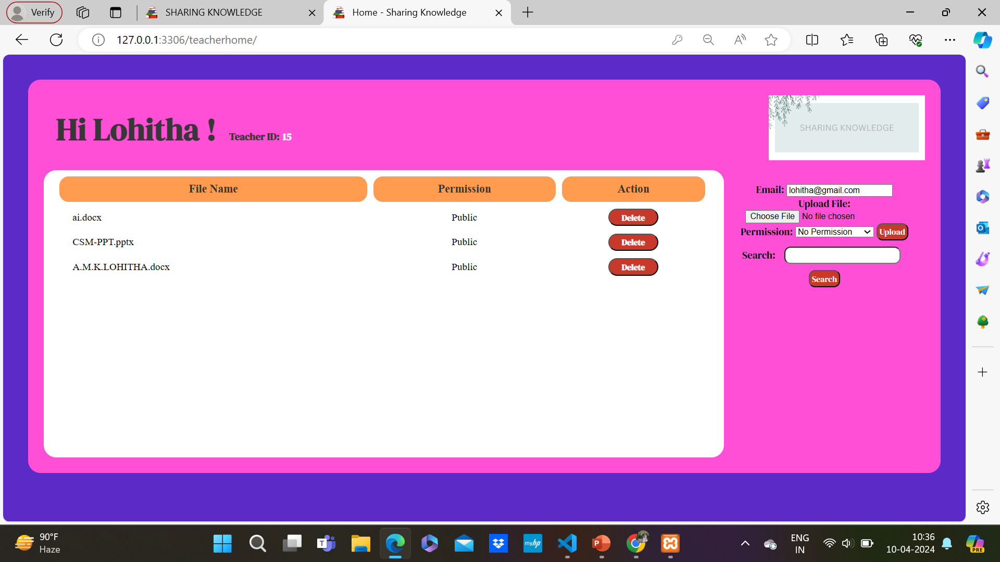 Verify
SHARING KNOWLEDGE
Home - Sharing Knowledge
127.0.0.1:3306/teacherhome/
Hi Lohitha ! Teacher ID: 15
SHARING KNOWLEDGE
File Name Permission Action
ai.docx Public Delete
CSM-PPT.pptx Public Delete
A.M.K.LOHITHA.docx Public Delete
Email: lohitha@gmail.com
Upload File:
Choose File No file chosen
Permission: No Permission Upload
Search:
Search
90°F
Haze
myhp
PRE
ENG
IN
10:36
10-04-2024